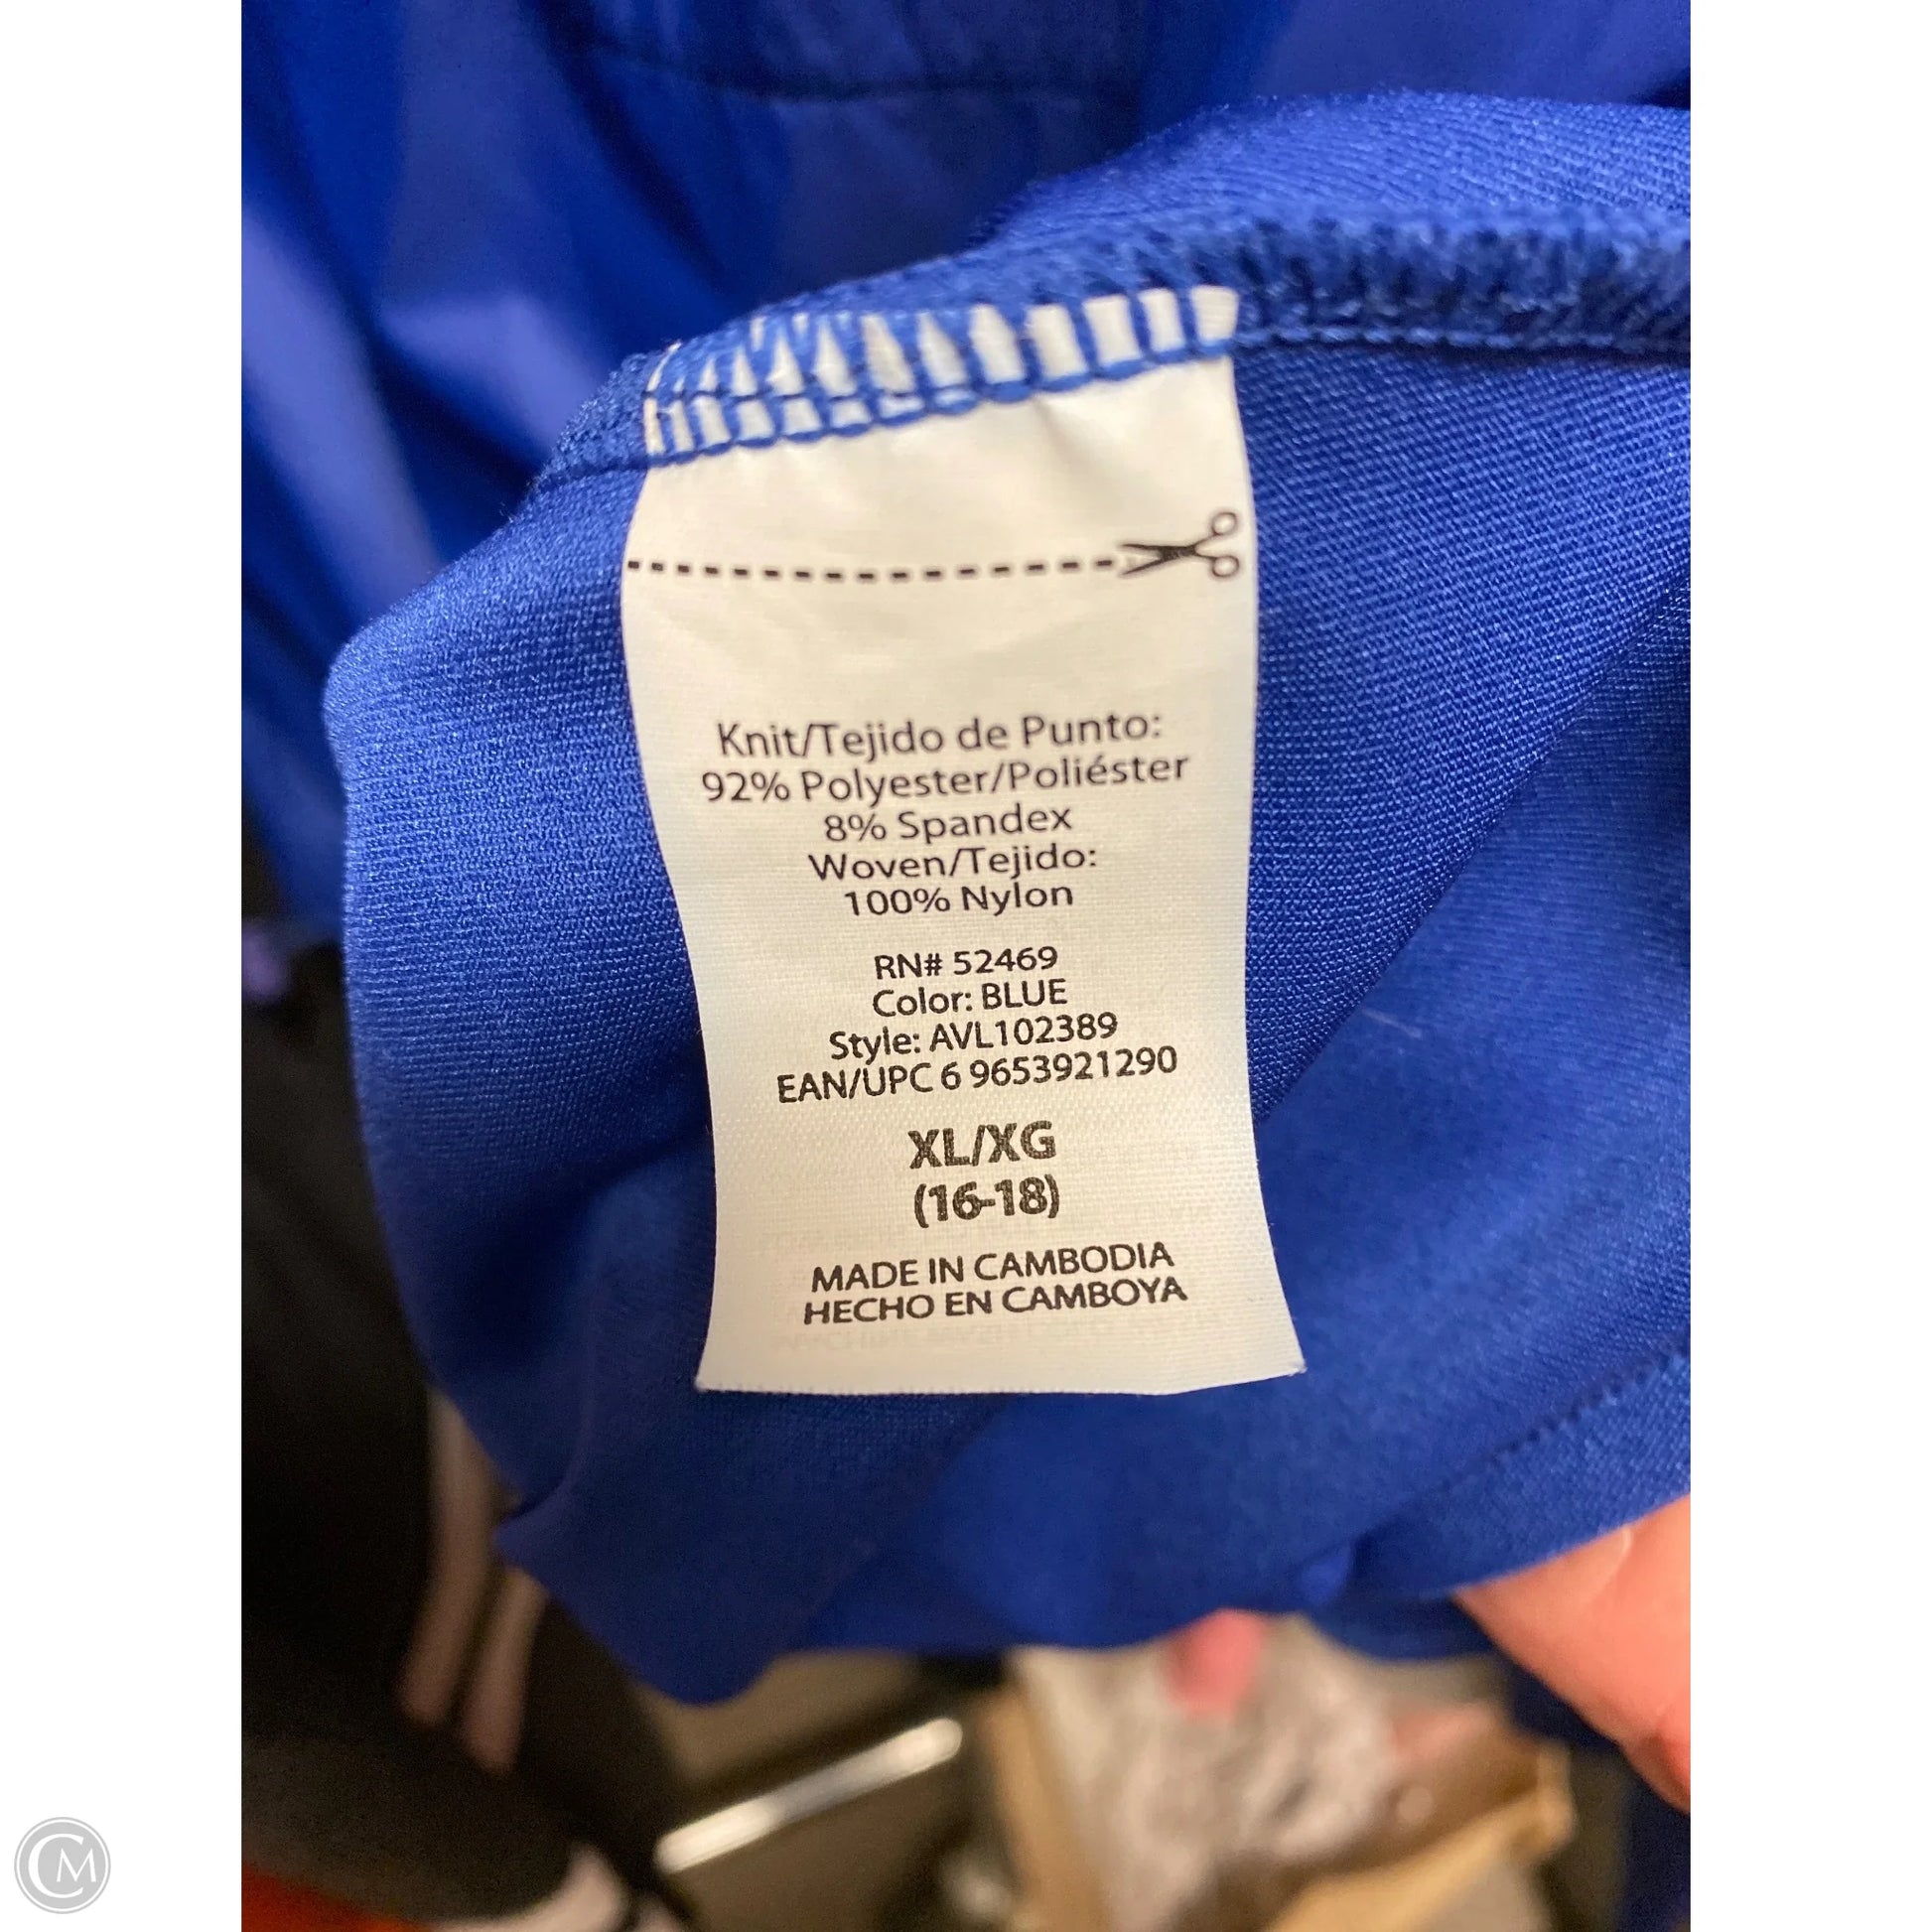 Knit/Tejido de Punto:
92% Polyester/Poliéster
8% Spandex
Woven/Tejido:
100% Nylon
RN# 52469
Color: BLUE
Style: AVL102389
EAN/UPC 6 9653921290
XL/XG
(16-18)
MADE IN CAMBODIA
HECHO EN CAMBOYA
CM